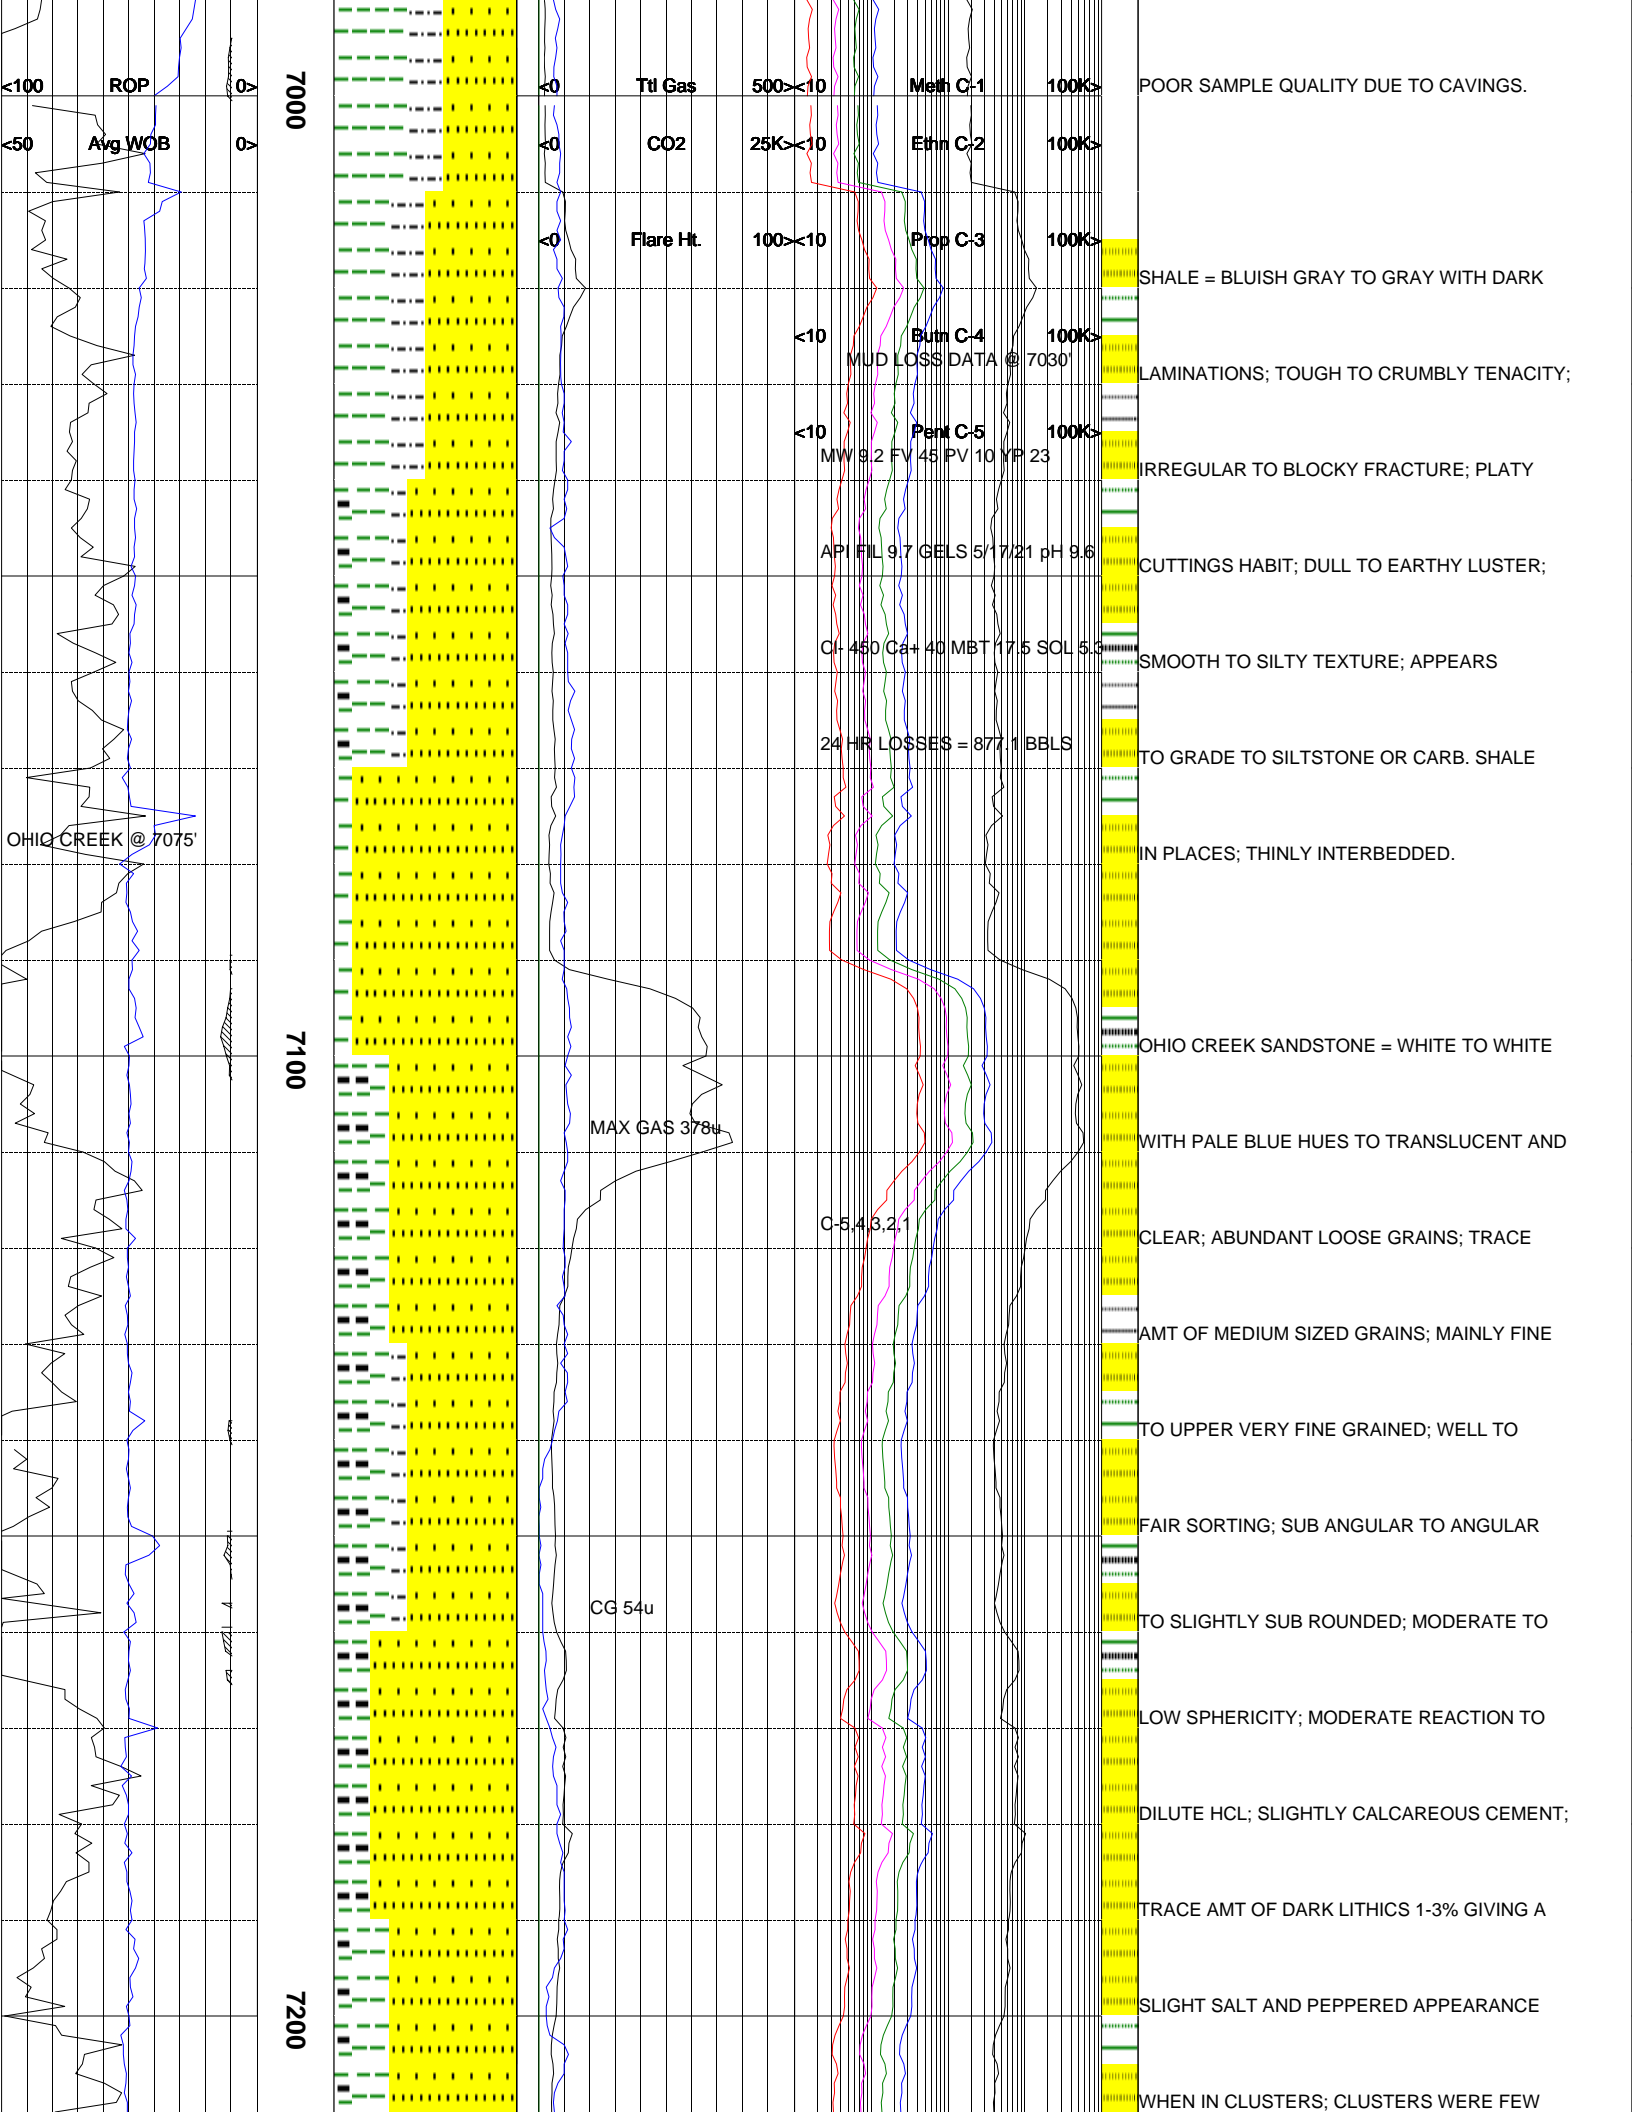 <100 ROP 0>
<50 Avg WOB 0>
OHIO CREEK @ 7075'
7000
7100
7200
<0 Ttl Gas 500>
<0 CO2 25K>
<0 Flare Ht. 100>
<10 Meth C-1 100K>
<10 Ethn C-2 100K>
<10 Prop C-3 100K>
<10 Butn C-4 100K>
MUD LOSS DATA @ 7030'
<10 Pent C-5 100K>
MW 9.2 FV 45 PV 10 YP 23
API FIL 9.7 GELS 5/17/21 pH 9.6
Cl- 450 Ca+ 40 MBT 17.5 SOL 5.3
24 HR LOSSES = 877.1 BBLS
MAX GAS 378u
C-5,4,3,2,1
CG 54u
POOR SAMPLE QUALITY DUE TO CAVINGS.
SHALE = BLUISH GRAY TO GRAY WITH DARK
LAMINATIONS; TOUGH TO CRUMBLY TENACITY;
IRREGULAR TO BLOCKY FRACTURE; PLATY
CUTTINGS HABIT; DULL TO EARTHY LUSTER;
SMOOTH TO SILTY TEXTURE; APPEARS
TO GRADE TO SILTSTONE OR CARB. SHALE
IN PLACES; THINLY INTERBEDDED.
OHIO CREEK SANDSTONE = WHITE TO WHITE
WITH PALE BLUE HUES TO TRANSLUCENT AND
CLEAR; ABUNDANT LOOSE GRAINS; TRACE
AMT OF MEDIUM SIZED GRAINS; MAINLY FINE
TO UPPER VERY FINE GRAINED; WELL TO
FAIR SORTING; SUB ANGULAR TO ANGULAR
TO SLIGHTLY SUB ROUNDED; MODERATE TO
LOW SPHERICITY; MODERATE REACTION TO
DILUTE HCL; SLIGHTLY CALCAREOUS CEMENT;
TRACE AMT OF DARK LITHICS 1-3% GIVING A
SLIGHT SALT AND PEPPERED APPEARANCE
WHEN IN CLUSTERS; CLUSTERS WERE FEW